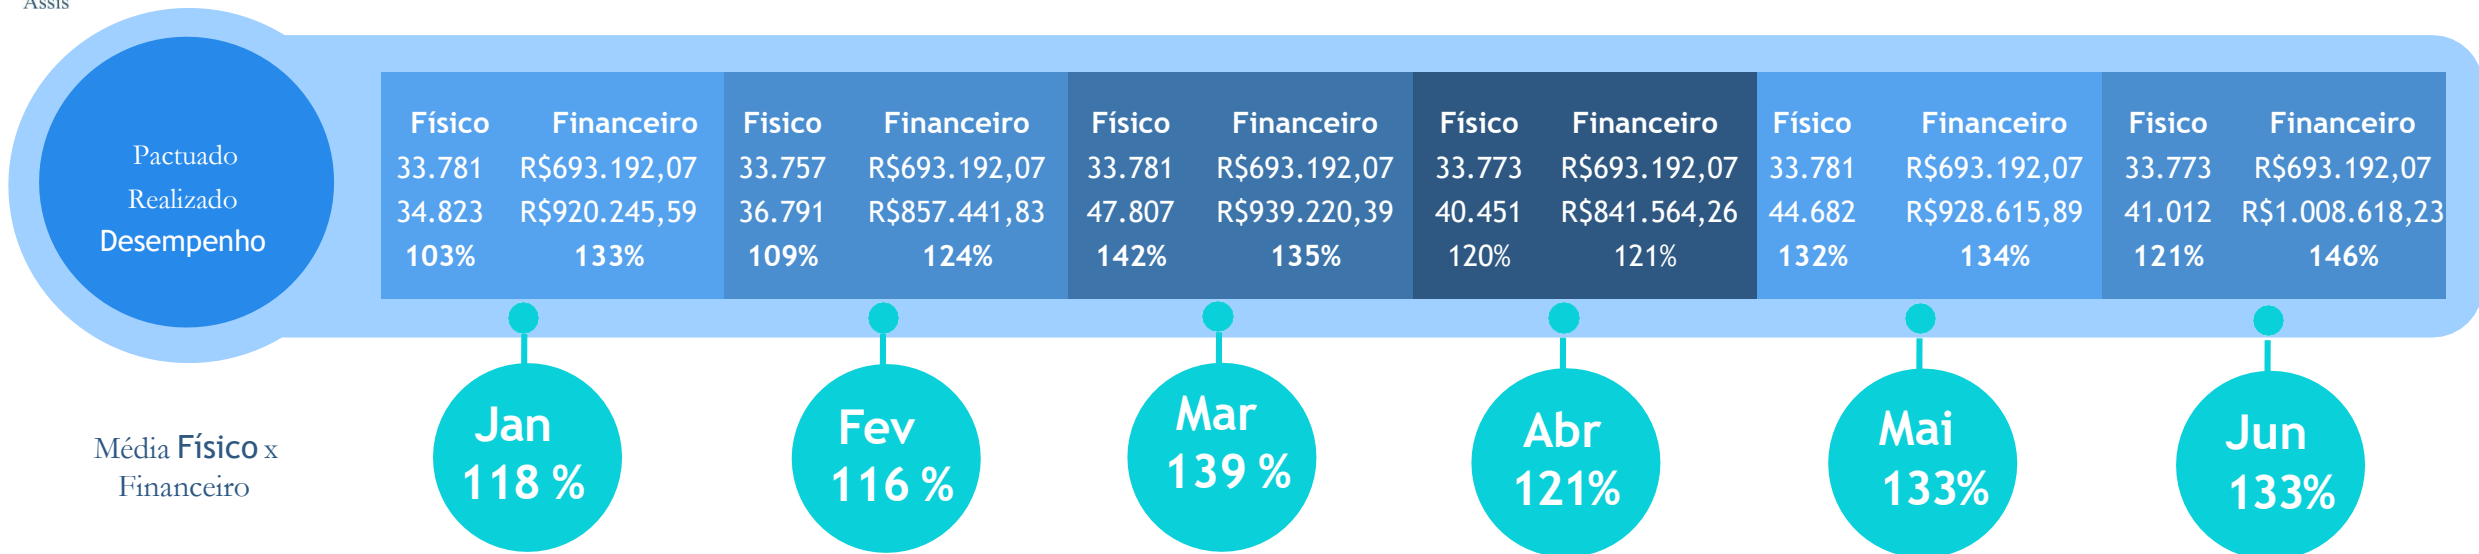 Assis
Físico Financeiro Fisico Financeiro Físico Financeiro Físico Financeiro Físico Financeiro Fisico Financeiro
Pactuado 33.781 R$693.192,07 33.757 R$693.192,07 33.781 R$693.192,07 33.773 R$693.192,07 33.781 R$693.192,07 33.773 R$693.192,07
Realizado 34.823 R$920.245,59 36.791 R$857.441,83 47.807 R$939.220,39 40.451 R$841.564,26 44.682 R$928.615,89 41.012 R$1.008.618,23
Desempenho 103% 133% 109% 124% 142% 135% 120% 121% 132% 134% 121% 146%
Média Físico x
Financeiro
Jan
118 %
Fev
116 %
Mar
139 %
Abr
121%
Mai
133%
Jun
133%